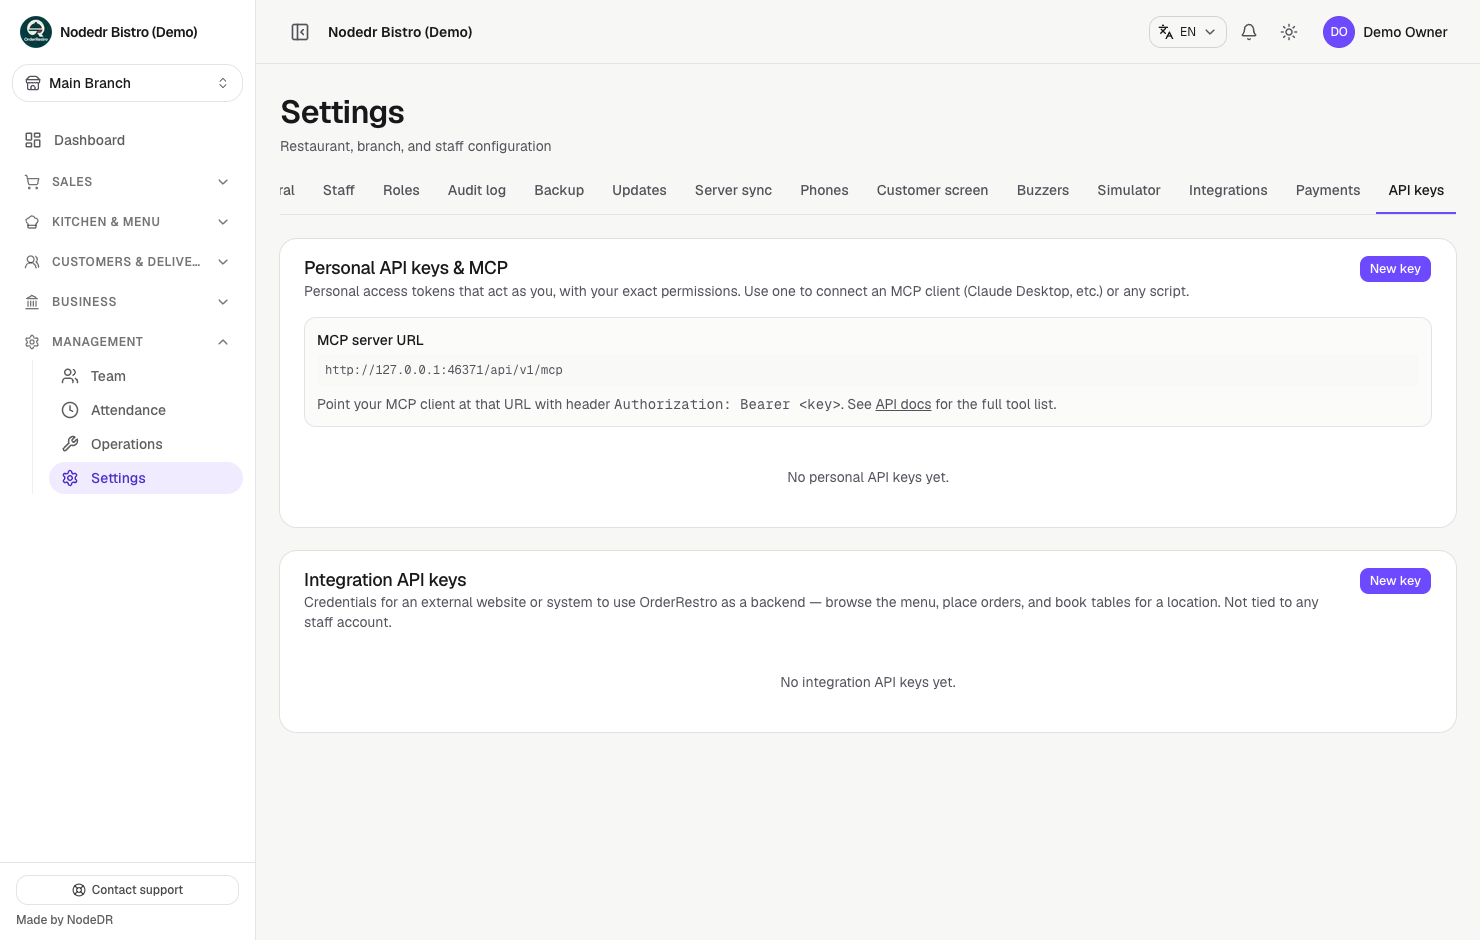 Nodedr Bistro (Demo)
Main Branch
Dashboard
SALES
KITCHEN & MENU
CUSTOMERS & DELIVE...
BUSINESS
MANAGEMENT
Team
Attendance
Operations
Settings
Contact support
Made by NodeDR
Nodedr Bistro (Demo)
EN
DO
Demo Owner
Settings
Restaurant, branch, and staff configuration
ral Staff Roles Audit log Backup Updates Server sync Phones Customer screen Buzzers Simulator Integrations Payments API keys
Personal API keys & MCP
New key
Personal access tokens that act as you, with your exact permissions. Use one to connect an MCP client (Claude Desktop, etc.) or any script.
MCP server URL
http://127.0.0.1:46371/api/v1/mcp
Point your MCP client at that URL with header Authorization: Bearer <key>. See API docs for the full tool list.
No personal API keys yet.
Integration API keys
New key
Credentials for an external website or system to use OrderRestro as a backend — browse the menu, place orders, and book tables for a location. Not tied to any
staff account.
No integration API keys yet.